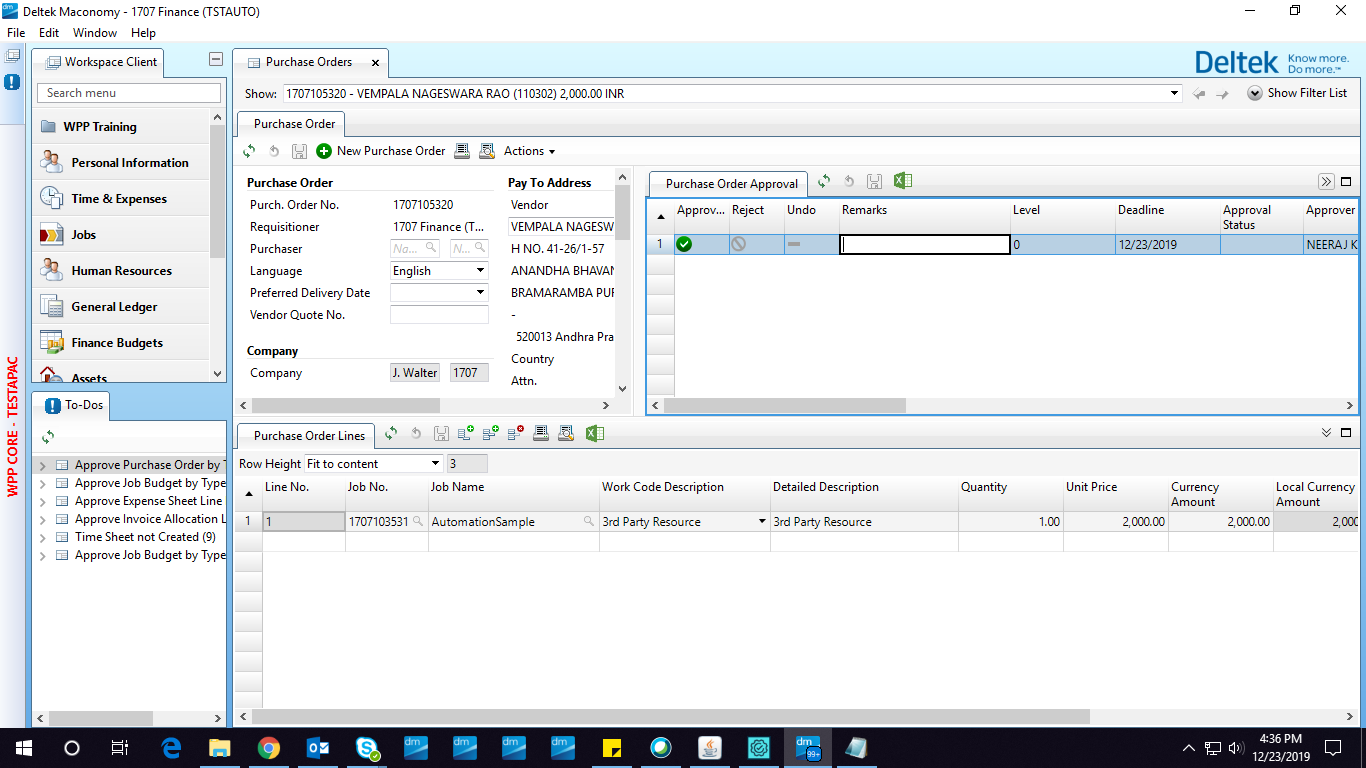 Deltek Maconomy - 1707 Finance (TSTAUTO)
File Edit Window Help
Workspace Client
Search menu
WPP Training
Personal Information
Time & Expenses
Jobs
Human Resources
General Ledger
Finance Budgets
Assets
WPP CORE - TESTAPAC
To-Dos
Approve Purchase Order by T
Approve Job Budget by Type
Approve Expense Sheet Line
Approve Invoice Allocation L
Time Sheet not Created (9)
Approve Job Budget by Type
Purchase Orders
Deltek Know more. Do more.™
Show: 1707105320 - VEMPALA NAGESWARA RAO (110302) 2,000.00 INR
Show Filter List
Purchase Order
New Purchase Order Actions
Purchase Order
Purch. Order No. 1707105320
Requisitioner 1707 Finance (T...
Purchaser Na... N...
Language English
Preferred Delivery Date
Vendor Quote No.
Company
Company J. Walter 1707
Pay To Address
Vendor
VEMPALA NAGESW
H NO. 41-26/1-57
ANANDHA BHAVAN
BRAMARAMBA PUR
-
520013 Andhra Pra
Country
Attn.
Purchase Order Approval
Approv... Reject Undo Remarks Level Deadline Approval Status Approver
1 0 12/23/2019 NEERAJ K
Purchase Order Lines
Row Height Fit to content 3
Line No. Job No. Job Name Work Code Description Detailed Description Quantity Unit Price Currency Amount Local Currency Amount
1 1 1707103531 AutomationSample 3rd Party Resource 3rd Party Resource 1.00 2,000.00 2,000.00 2,000
dm dm dm dm dm 99+
4:36 PM
12/23/2019